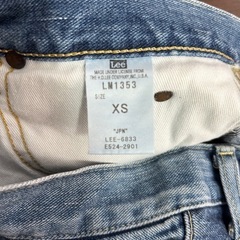 Lee
MADE UNDER LICENSE FROM
THE H.D.LEE COMPANY,INC.,U.S.A.
LM1353
SIZE
XS
"JPN"
LEE-0833
E524-2901